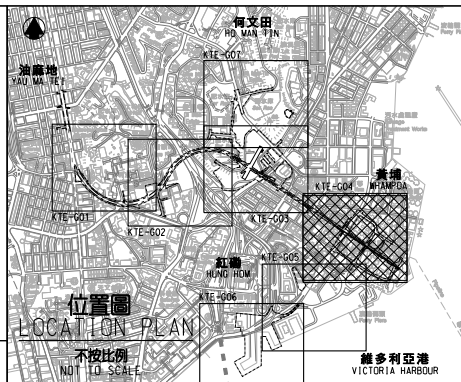 何文田
HO MAN TIN
油麻地
YAU MA TEI
KTE-G07
黃埔
WHAMPOA
KTE-G04
KTE-G01
KTE-G02
KTE-G03
紅磡
HUNG HOM
KTE-G05
KTE-G06
位置圖
LOCATION PLAN
不按比例
NOT TO SCALE
維多利亞港
VICTORIA HARBOUR